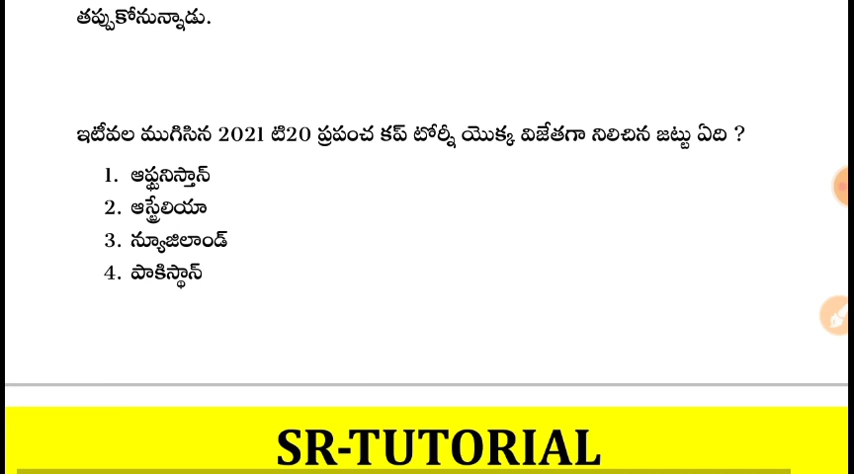 తప్పుకోనున్నాడు.
ఇటీవల ముగిసిన 2021 టి20 ప్రపంచ కప్ టోర్నీ యొక్క విజేతగా నిలిచిన జట్టు ఏది ?
1. ఆఫ్ఘనిస్తాన్
2. ఆస్ట్రేలియా
3. న్యూజిలాండ్
4. పాకిస్థాన్
SR-TUTORIAL